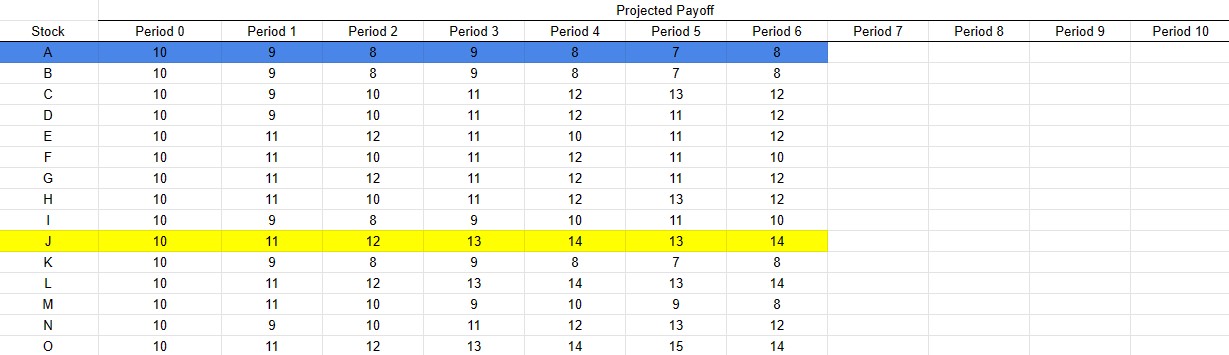 Projected Payoff
Stock Period 0 Period 1 Period 2 Period 3 Period 4 Period 5 Period 6 Period 7 Period 8 Period 9 Period 10
A 10 9 8 9 8 7 8
B 10 9 8 9 8 7 8
C 10 9 10 11 12 13 12
D 10 9 10 11 12 11 12
E 10 11 12 11 10 11 12
F 10 11 10 11 12 11 10
G 10 11 12 11 12 11 12
H 10 11 10 11 12 13 12
I 10 9 8 9 10 11 10
J 10 11 12 13 14 13 14
K 10 9 8 9 8 7 8
L 10 11 12 13 14 13 14
M 10 11 10 9 10 9 8
N 10 9 10 11 12 13 12
O 10 11 12 13 14 15 14